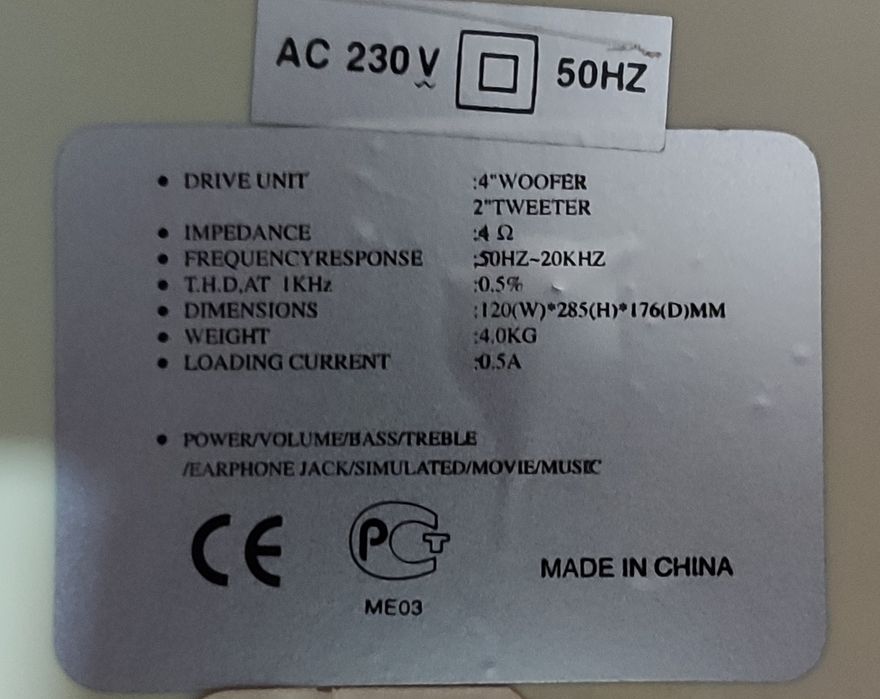 AC 230V 50HZ
• DRIVE UNIT :4"WOOFER
2"TWEETER
• IMPEDANCE :4 Ω
• FREQUENCYRESPONSE :50HZ~20KHZ
• T.H.D.AT 1KHz :0.5%
• DIMENSIONS :120(W)*285(H)*176(D)MM
• WEIGHT :4.0KG
• LOADING CURRENT :0.5A
• POWER/VOLUME/BASS/TREBLE
/EARPHONE JACK/SIMULATED/MOVIE/MUSIC
CE PCT MADE IN CHINA
ME03